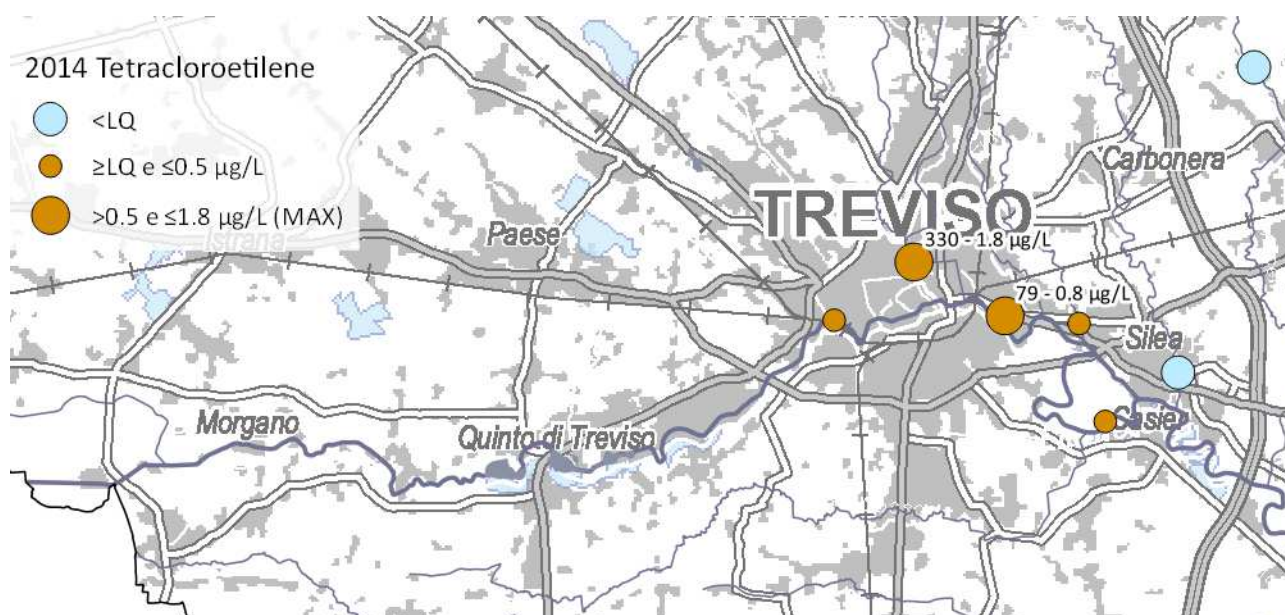 2014 Tetracloroetilene
<LQ
≥LQ e ≤0.5 µg/L
>0.5 e ≤1.8 µg/L (MAX)
Istrana
Paese
Carbonera
TREVISO
330 - 1.8 µg/L
79 - 0.8 µg/L
Silea
Morgano
Quinto di Treviso
Casier